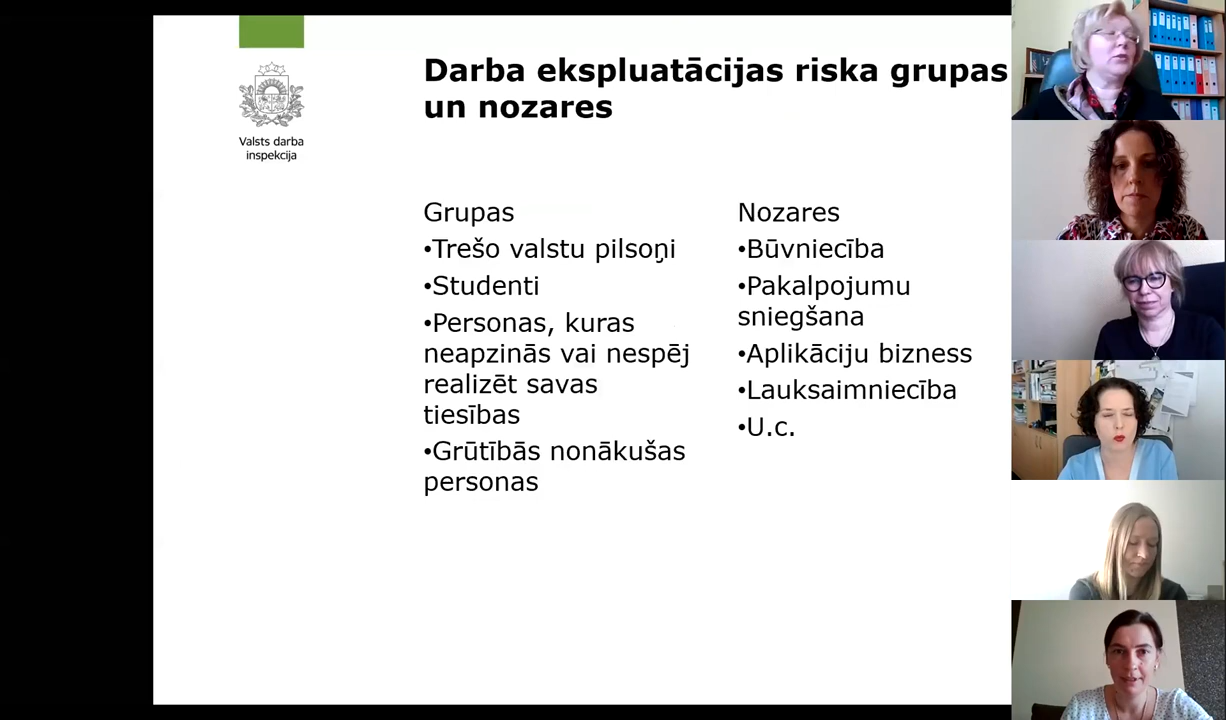 Darba ekspluatācijas riska grupas
un nozares
Valsts darba
inspekcija
Grupas
•Trešo valstu pilsoņi
•Studenti
•Personas, kuras
neapzinās vai nespēj
realizēt savas
tiesības
•Grūtībās nonākušas
personas
Nozares
•Būvniecība
•Pakalpojumu
sniegšana
•Aplikāciju bizness
•Lauksaimniecība
•U.c.